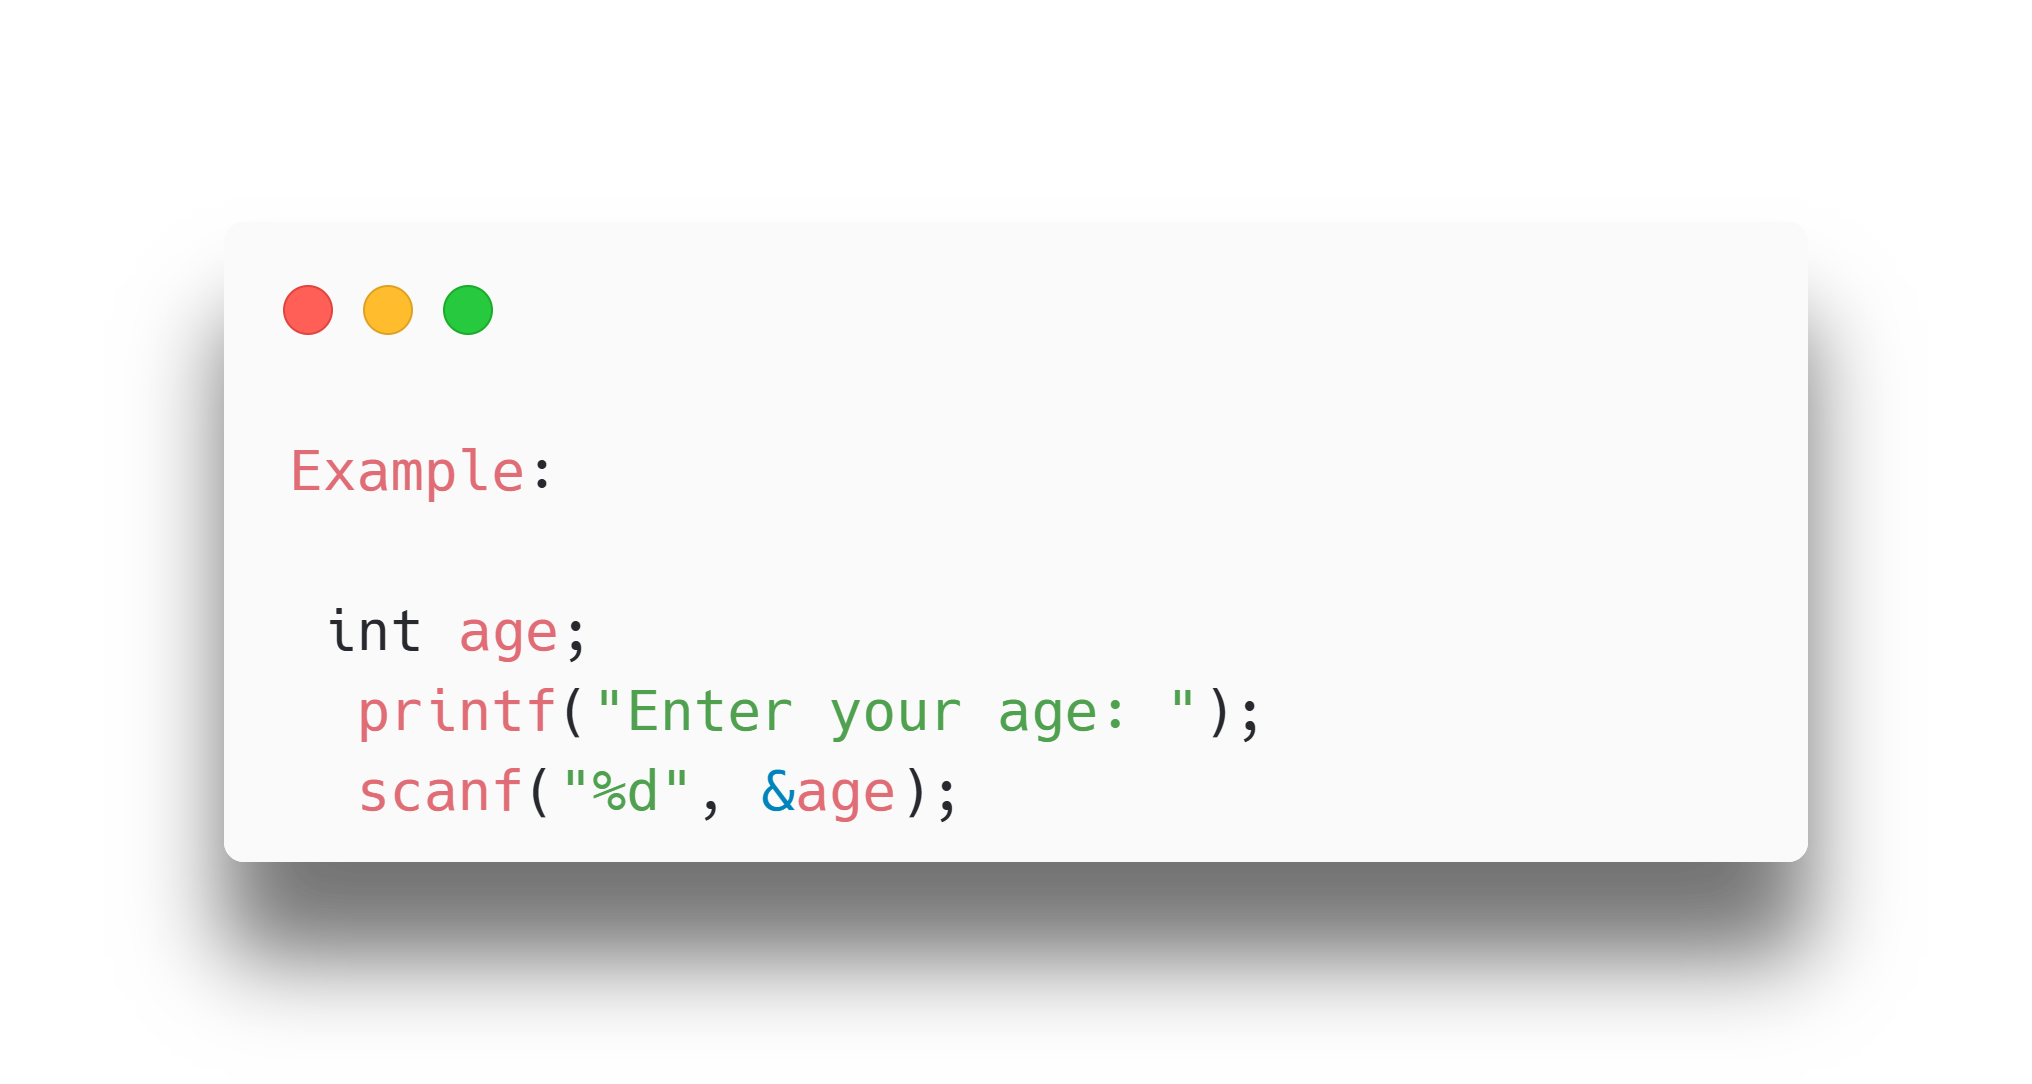 Example:
int age;
printf("Enter your age: ");
scanf("%d", &age);